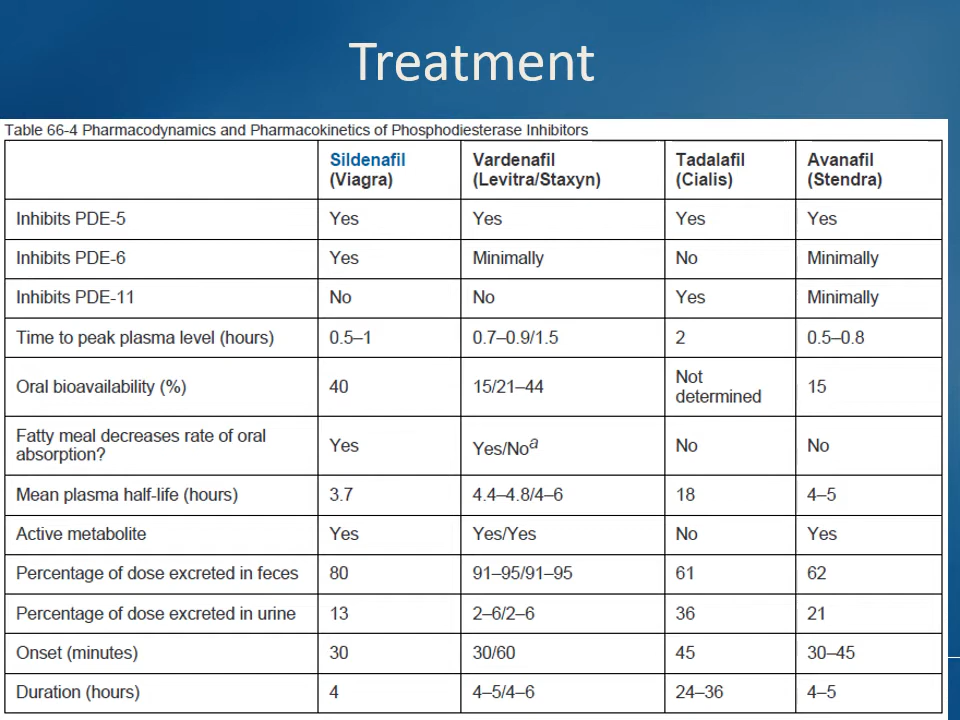 Treatment
Table 66-4 Pharmacodynamics and Pharmacokinetics of Phosphodiesterase Inhibitors
Sildenafil (Viagra) Vardenafil (Levitra/Staxyn) Tadalafil (Cialis) Avanafil (Stendra)
Inhibits PDE-5 Yes Yes Yes Yes
Inhibits PDE-6 Yes Minimally No Minimally
Inhibits PDE-11 No No Yes Minimally
Time to peak plasma level (hours) 0.5–1 0.7–0.9/1.5 2 0.5–0.8
Oral bioavailability (%) 40 15/21–44 Not determined 15
Fatty meal decreases rate of oral absorption? Yes Yes/Noa No No
Mean plasma half-life (hours) 3.7 4.4–4.8/4–6 18 4–5
Active metabolite Yes Yes/Yes No Yes
Percentage of dose excreted in feces 80 91–95/91–95 61 62
Percentage of dose excreted in urine 13 2–6/2–6 36 21
Onset (minutes) 30 30/60 45 30–45
Duration (hours) 4 4–5/4–6 24–36 4–5